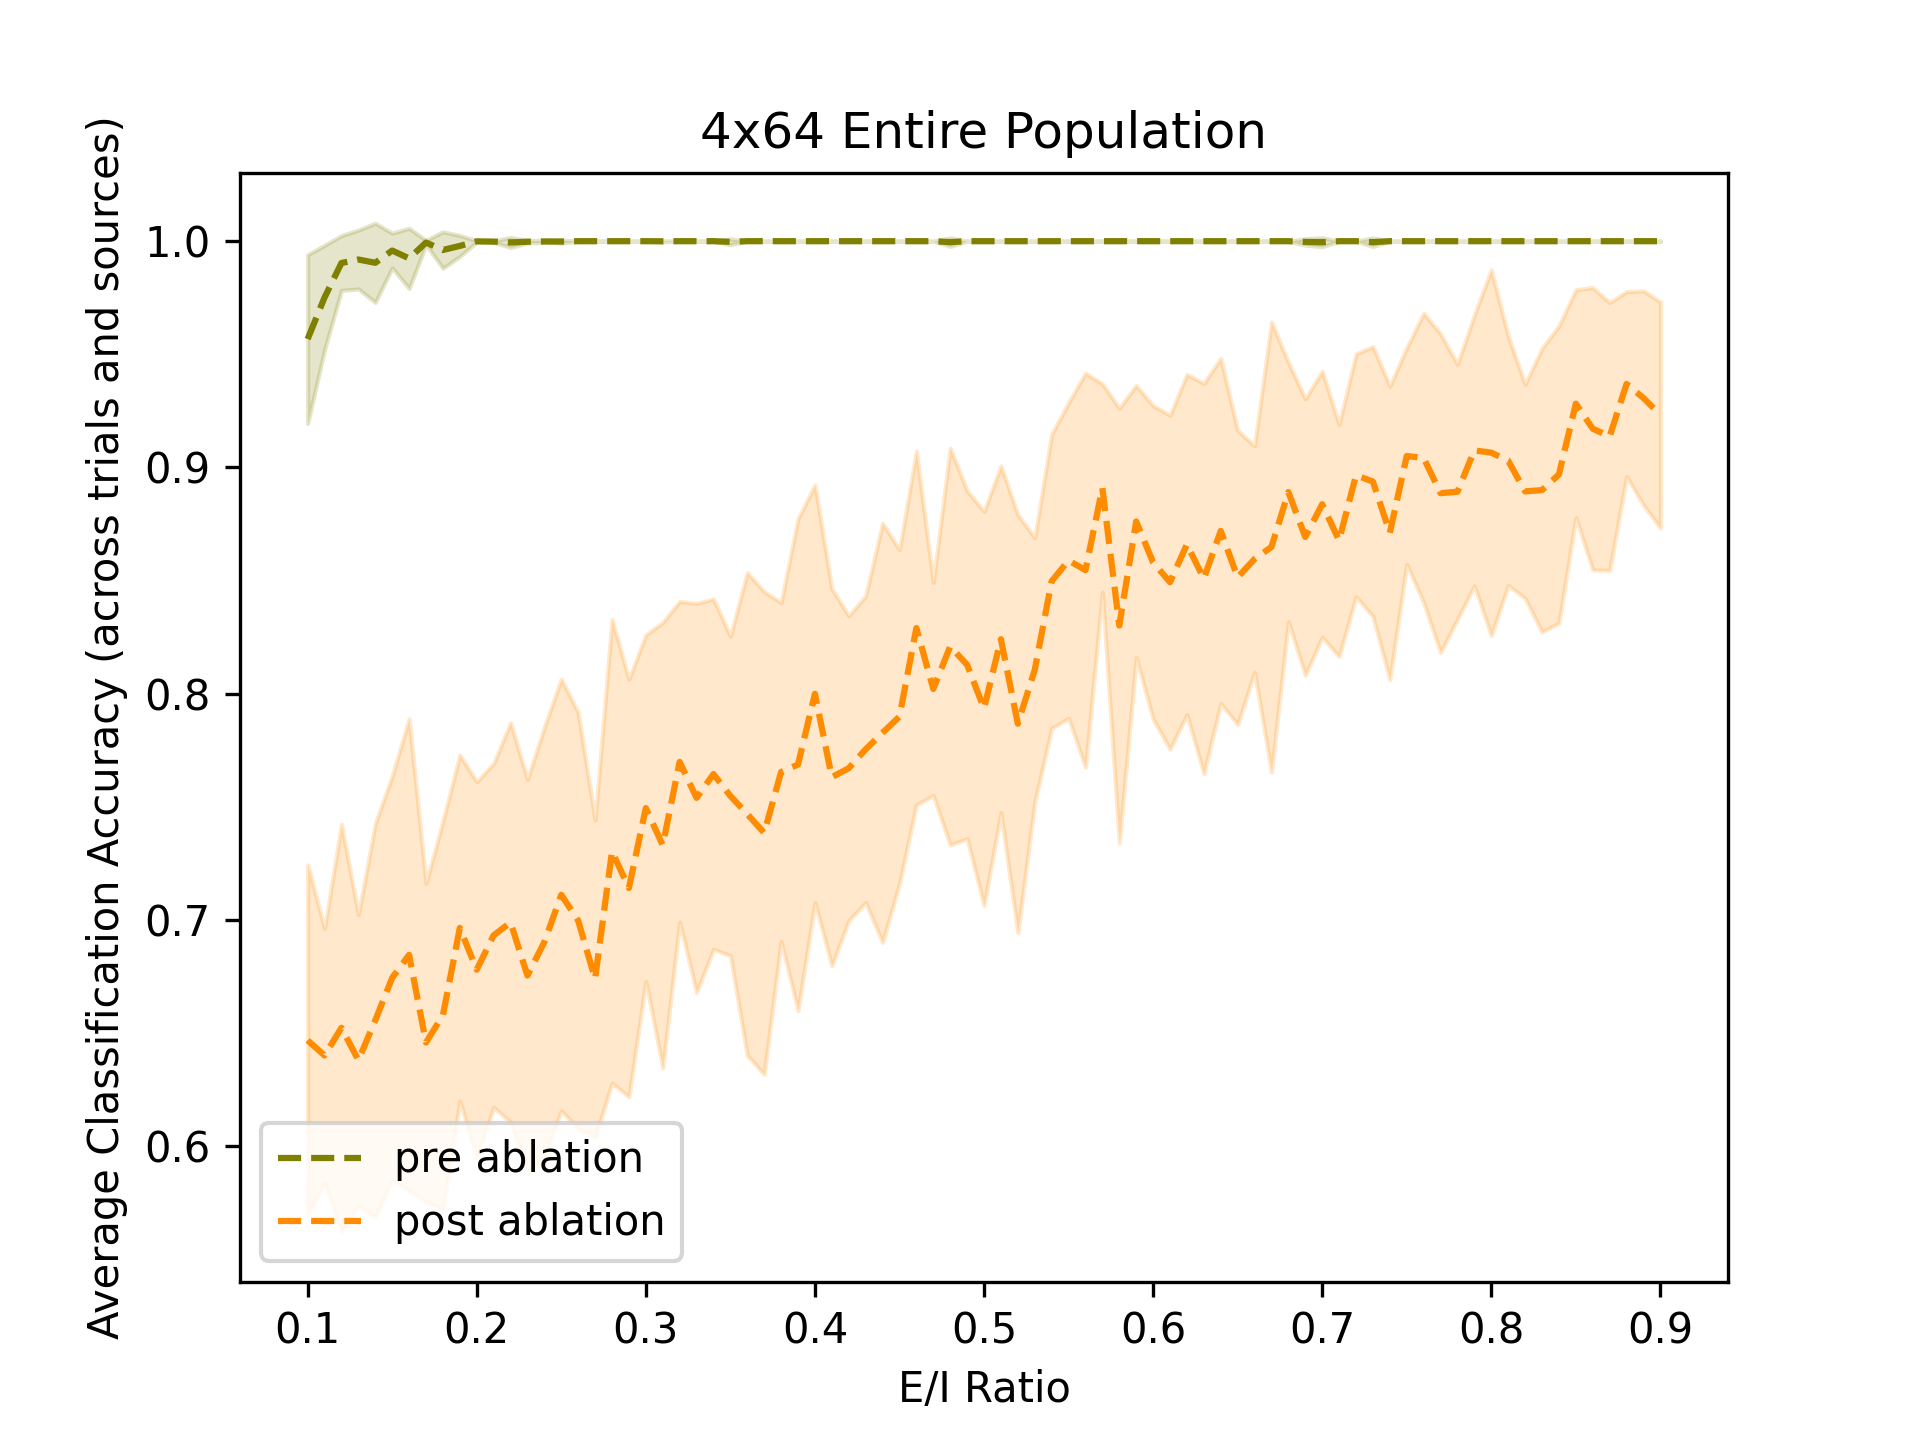 4x64 Entire Population
Average Classification Accuracy (across trials and sources)
1.0
0.9
0.8
0.7
0.6
pre ablation
post ablation
0.1 0.2 0.3 0.4 0.5 0.6 0.7 0.8 0.9
E/I Ratio